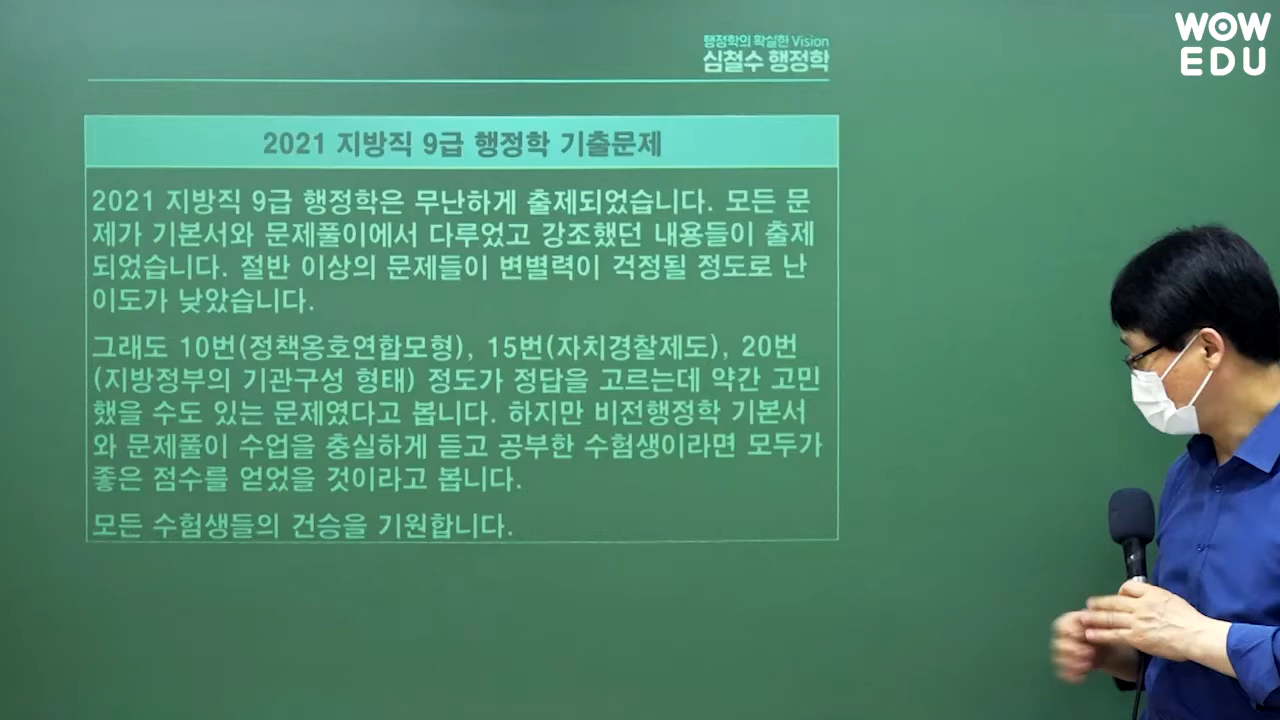 행정학의 확실한 Vision
심철수 행정학
WOW
EDU
2021 지방직 9급 행정학 기출문제
2021 지방직 9급 행정학은 무난하게 출제되었습니다. 모든 문
제가 기본서와 문제풀이에서 다루었고 강조했던 내용들이 출제
되었습니다. 절반 이상의 문제들이 변별력이 걱정될 정도로 난
이도가 낮았습니다.
그래도 10번(정책옹호연합모형), 15번(자치경찰제도), 20번
(지방정부의 기관구성 형태) 정도가 정답을 고르는데 약간 고민
했을 수도 있는 문제였다고 봅니다. 하지만 비전행정학 기본서
와 문제풀이 수업을 충실하게 듣고 공부한 수험생이라면 모두가
좋은 점수를 얻었을 것이라고 봅니다.
모든 수험생들의 건승을 기원합니다.